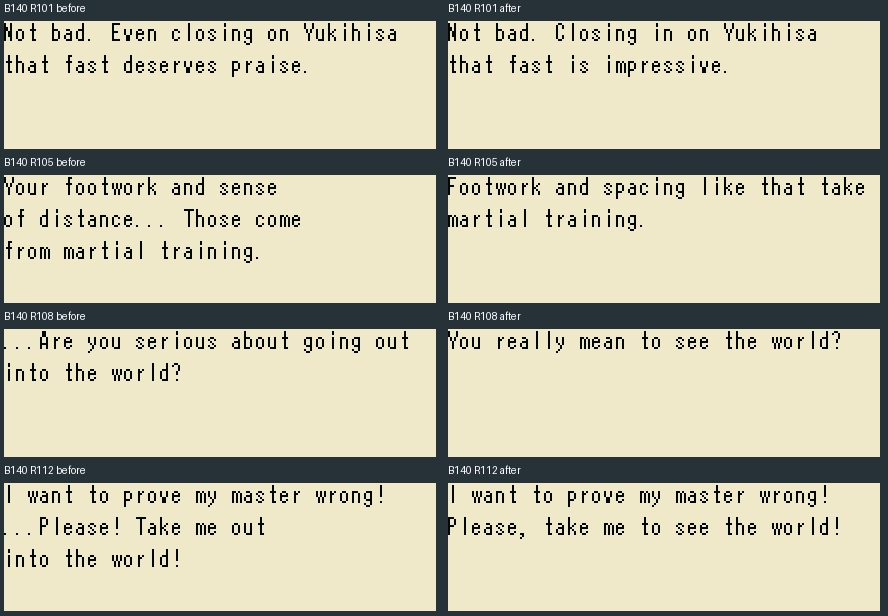 B140 R101 before
Not bad. Even closing on Yukihisa
that fast deserves praise.
B140 R101 after
Not bad. Closing in on Yukihisa
that fast is impressive.
B140 R105 before
Your footwork and sense
of distance... Those come
from martial training.
B140 R105 after
Footwork and spacing like that take
martial training.
B140 R108 before
...Are you serious about going out
into the world?
B140 R108 after
You really mean to see the world?
B140 R112 before
I want to prove my master wrong!
...Please! Take me out
into the world!
B140 R112 after
I want to prove my master wrong!
Please, take me to see the world!